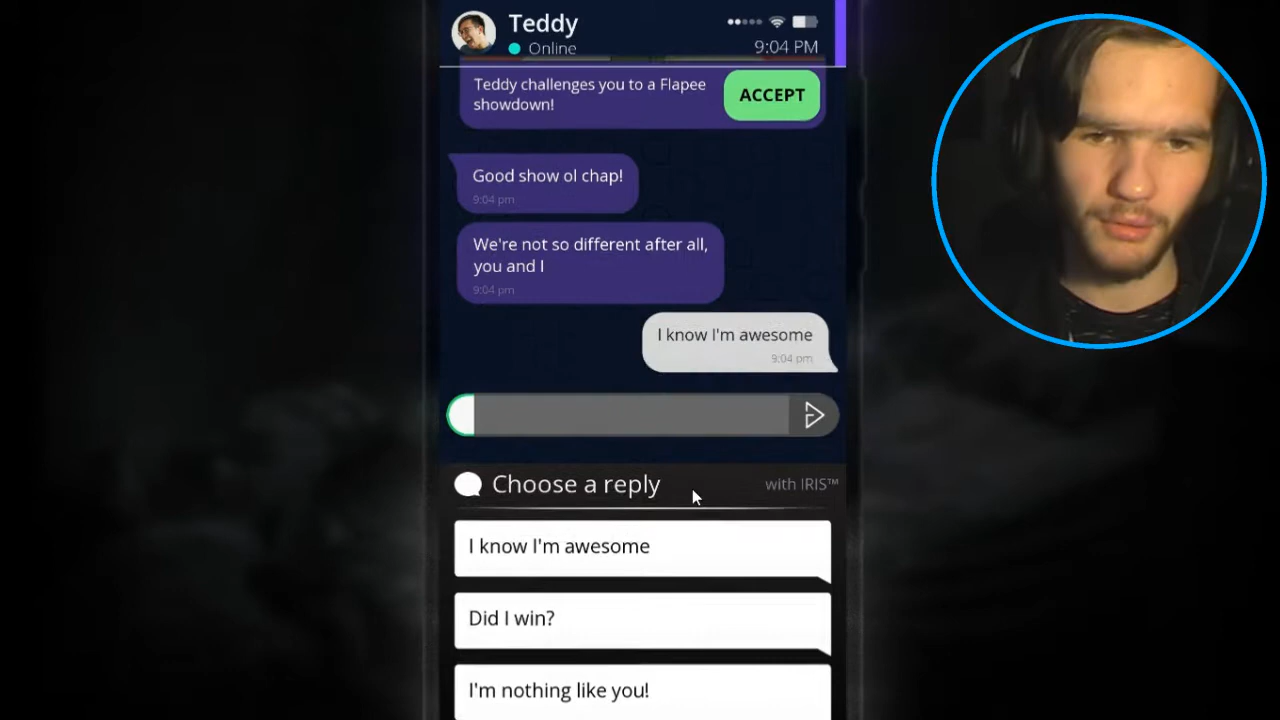 Teddy
Online
9:04 PM
Teddy challenges you to a Flapee
showdown!
ACCEPT
Good show ol chap!
9:04 pm
We're not so different after all,
you and I
9:04 pm
I know I'm awesome
9:04 pm
Choose a reply
with IRIS™
I know I'm awesome
Did I win?
I'm nothing like you!